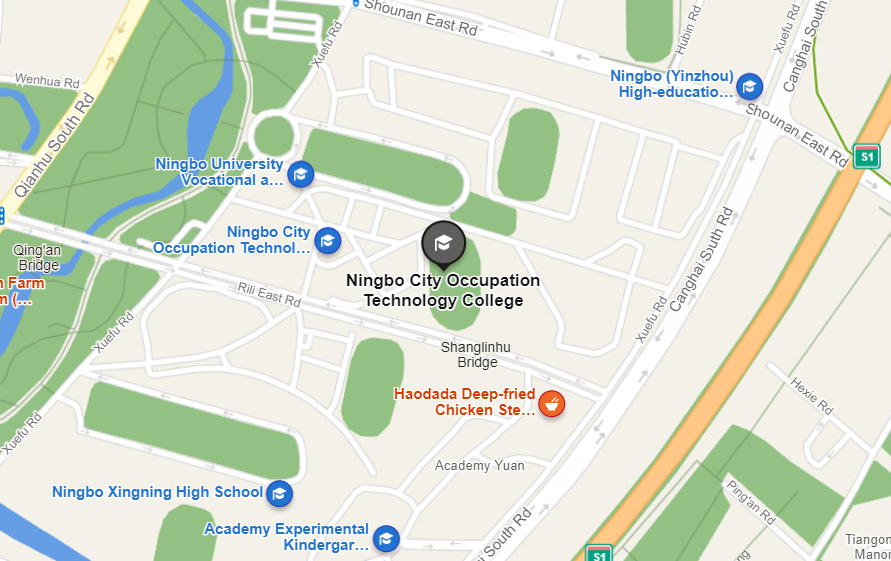 Shounan East Rd
Xuefu Rd
Hubin Rd
Xuefu Rd
Canghai South
Wenhua Rd
Qianhu South Rd
Ningbo (Yinzhou)
High-educatio…
Shounan East Rd
S1
Ningbo University
Vocational a…
Ningbo City
Occupation Technol…
Qing'an
Bridge
n Farm
m (…
Ningbo City Occupation
Technology College
Canghai South Rd
Rili East Rd
Xuefu Rd
Xuefu Rd
Shanglinhu
Bridge
Haodada Deep-fried
Chicken Ste…
Hexie Rd
Xuefu Rd
Academy Yuan
Ningbo Xingning High School
Ping'an Rd
Academy Experimental
Kindergar…
i South Rd
S1
ng
Tiangon
Manor